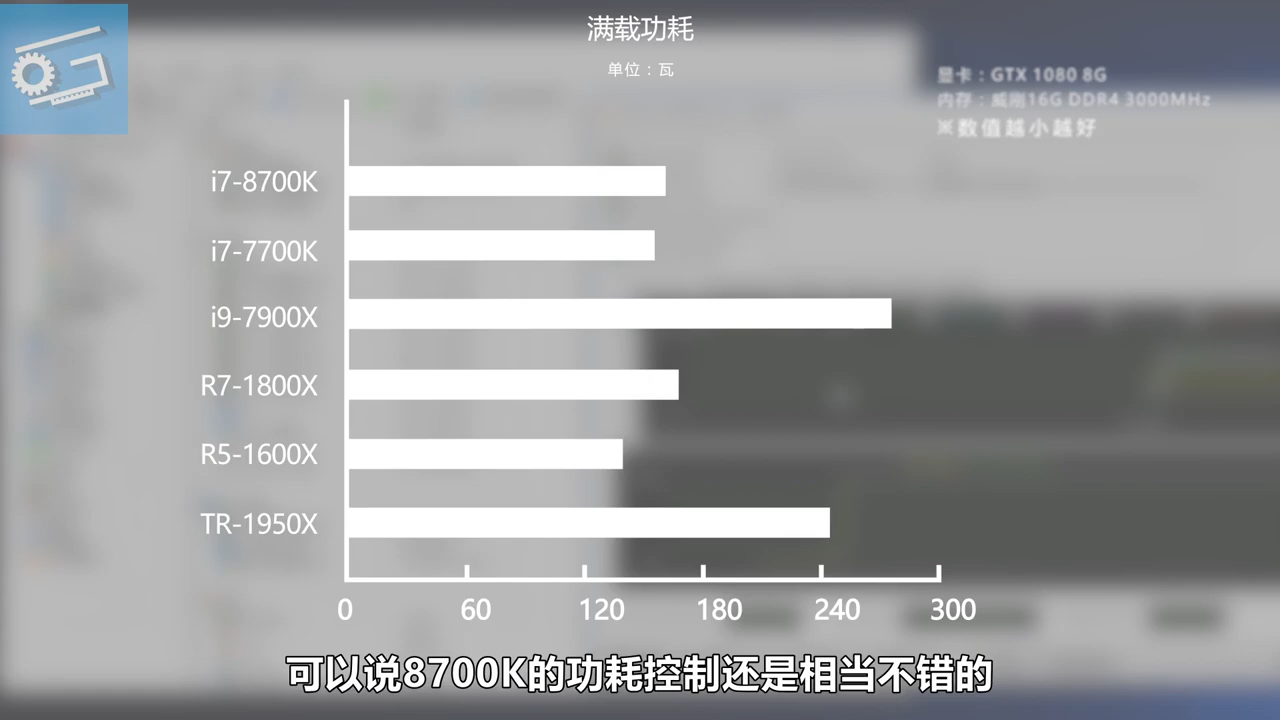 满载功耗
单位：瓦
显卡：GTX 1080 8G
内存：威刚16G DDR4 3000MHz
※数值越小越好
i7-8700K
i7-7700K
i9-7900X
R7-1800X
R5-1600X
TR-1950X
0 60 120 180 240 300
可以说8700K的功耗控制还是相当不错的